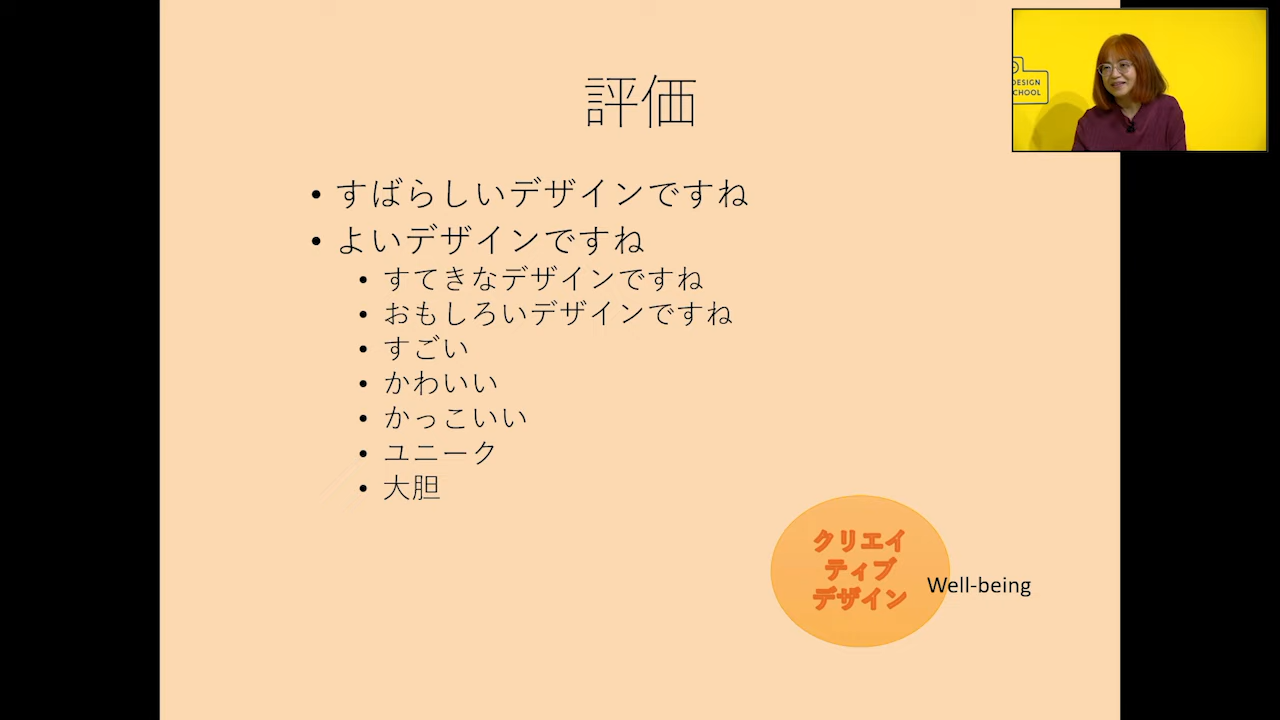 評価
• すばらしいデザインですね
• よいデザインですね
• すてきなデザインですね
• おもしろいデザインですね
• すごい
• かわいい
• かっこいい
• ユニーク
• 大胆
クリエイ
ティブ
デザイン
Well-being
DESIGN
CHOOL